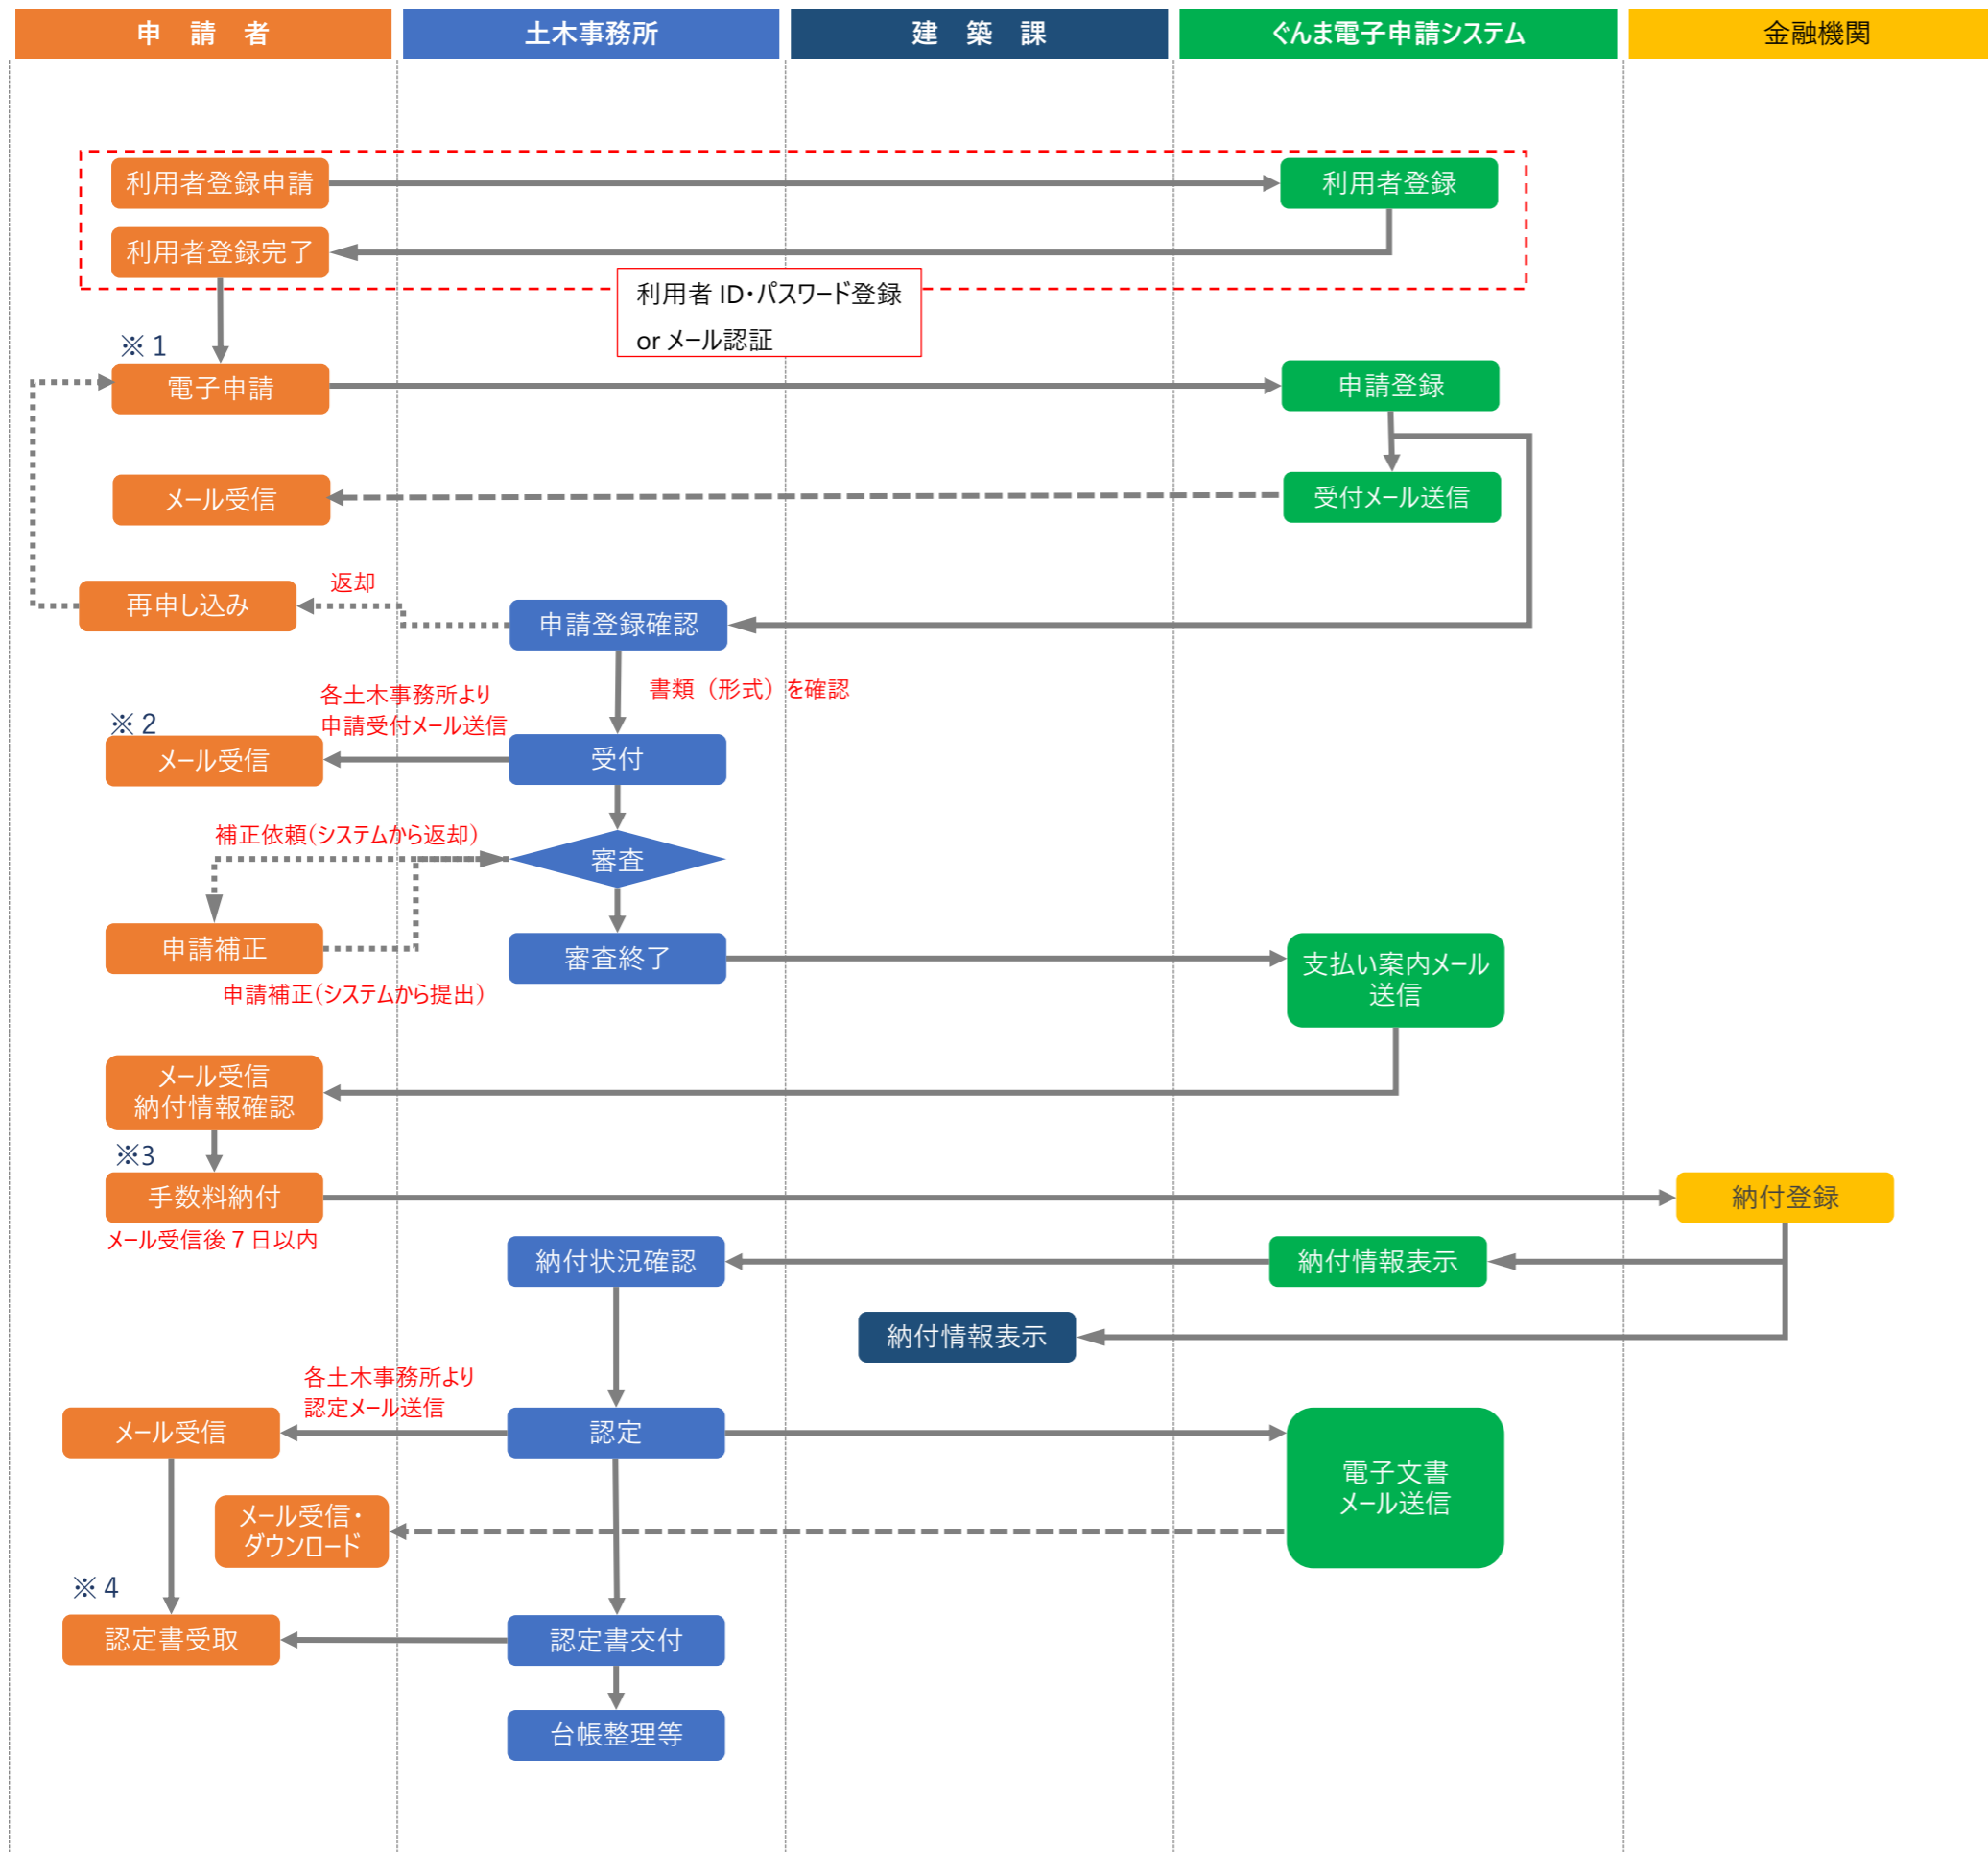 申　請　者
土木事務所
建　築　課
ぐんま電子申請システム
金融機関
利用者登録申請
利用者登録
利用者登録完了
利用者 ID・パスワード登録
or メール認証
※１
電子申請
申請登録
メール受信
受付メール送信
返却
再申し込み
申請登録確認
書類（形式）を確認
各土木事務所より
申請受付メール送信
※２
メール受信
受付
補正依頼(システムから返却)
審査
申請補正
申請補正(システムから提出)
審査終了
支払い案内メール
送信
メール受信
納付情報確認
※3
手数料納付
納付登録
メール受信後７日以内
納付状況確認
納付情報表示
納付情報表示
各土木事務所より
認定メール送信
メール受信
認定
電子文書
メール送信
メール受信・
ダウンロード
※４
認定書受取
認定書交付
台帳整理等